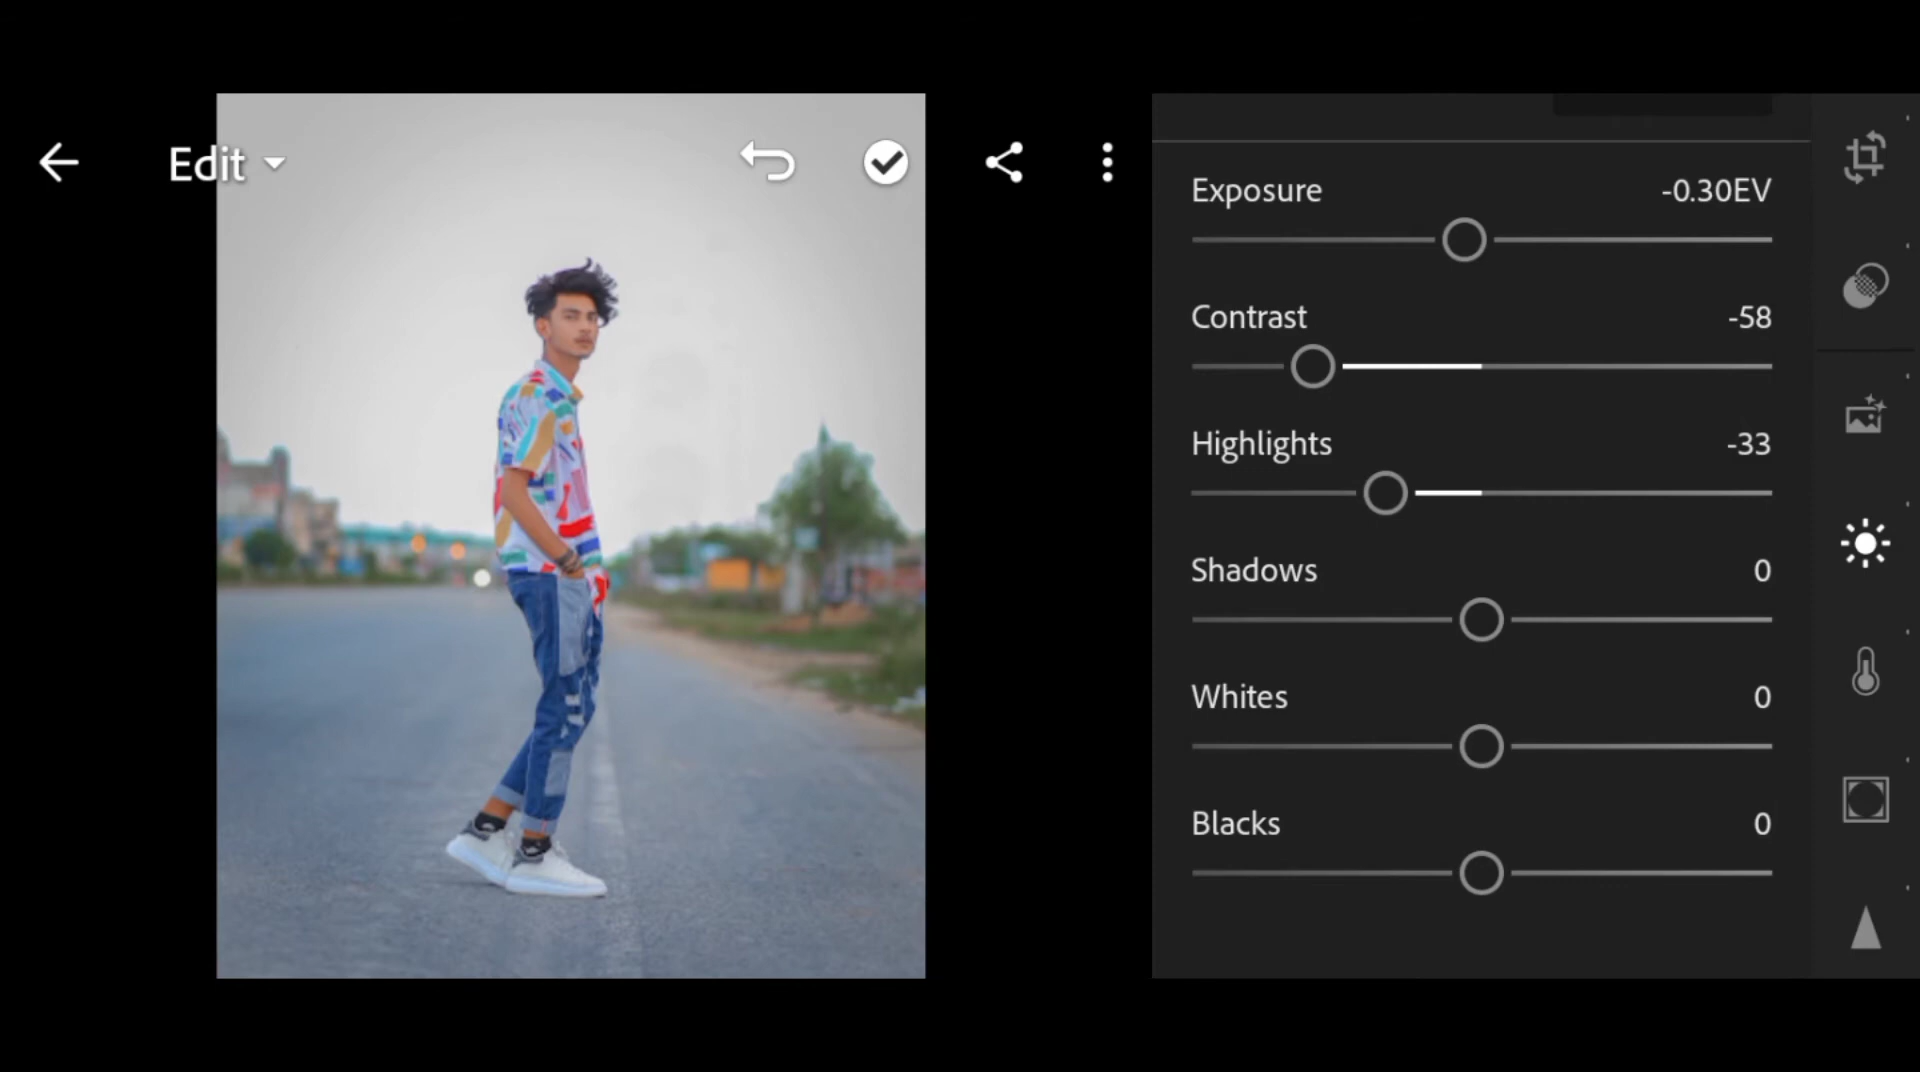 Edit
Exposure -0.30EV
Contrast -58
Highlights -33
Shadows 0
Whites 0
Blacks 0